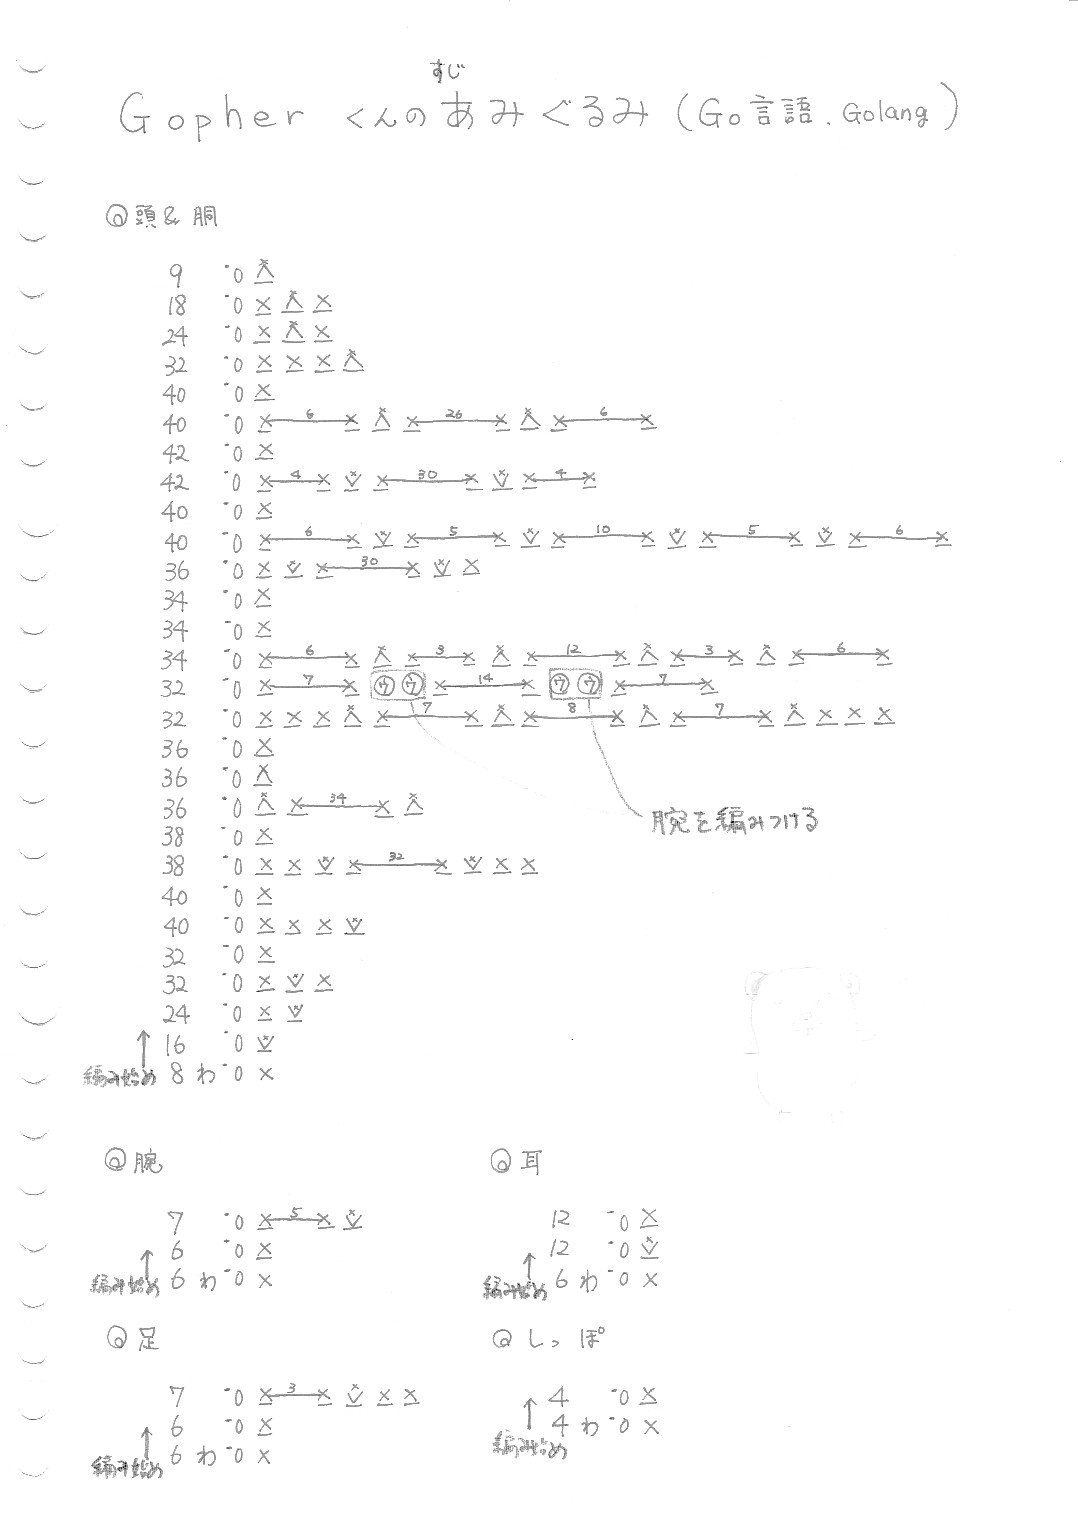 すじ
Gopher くんのあみぐるみ (Go言語、Golang)
◎頭&胴
9 ̄0 ×
18 ̄0 × × ×
24 ̄0 × × ×
32 ̄0 × × × ×
40 ̄0 ×
40 ̄0 × 6 × × × 26 × × × 6 ×
42 ̄0 ×
42 ̄0 × 4 × V × 30 × V × 4 ×
40 ̄0 ×
40 ̄0 × 6 × V × 5 × V × 10 × V × 5 × V × 6 ×
36 ̄0 × V × 30 × V ×
34 ̄0 ×
34 ̄0 ×
34 ̄0 × 6 × × × 3 × × × 12 × × × 3 × × × 6 ×
32 ̄0 × 7 × ウ ウ × 14 × ウ ウ × 7 ×
32 ̄0 × × × × × 7 × × × 8 × × × 7 × × × × ×
36 ̄0 ×
36 ̄0 ×
36 ̄0 × × 34 × ×
腕を編みつける
38 ̄0 ×
38 ̄0 × × V × 32 × V × ×
40 ̄0 ×
40 ̄0 × × × V
32 ̄0 ×
32 ̄0 × V ×
24 ̄0 × V
16 ̄0 V
編み始め 8 わ ̄0 ×
◎腕
7 ̄0 × 5 × V
6 ̄0 ×
編み始め 6 わ ̄0 ×
◎耳
12 ̄0 ×
12 ̄0 V
編み始め 6 わ ̄0 ×
◎足
7 ̄0 × 3 × V × ×
6 ̄0 ×
編み始め 6 わ ̄0 ×
◎しっぽ
4 ̄0 ×
4 わ ̄0 ×
編み始め